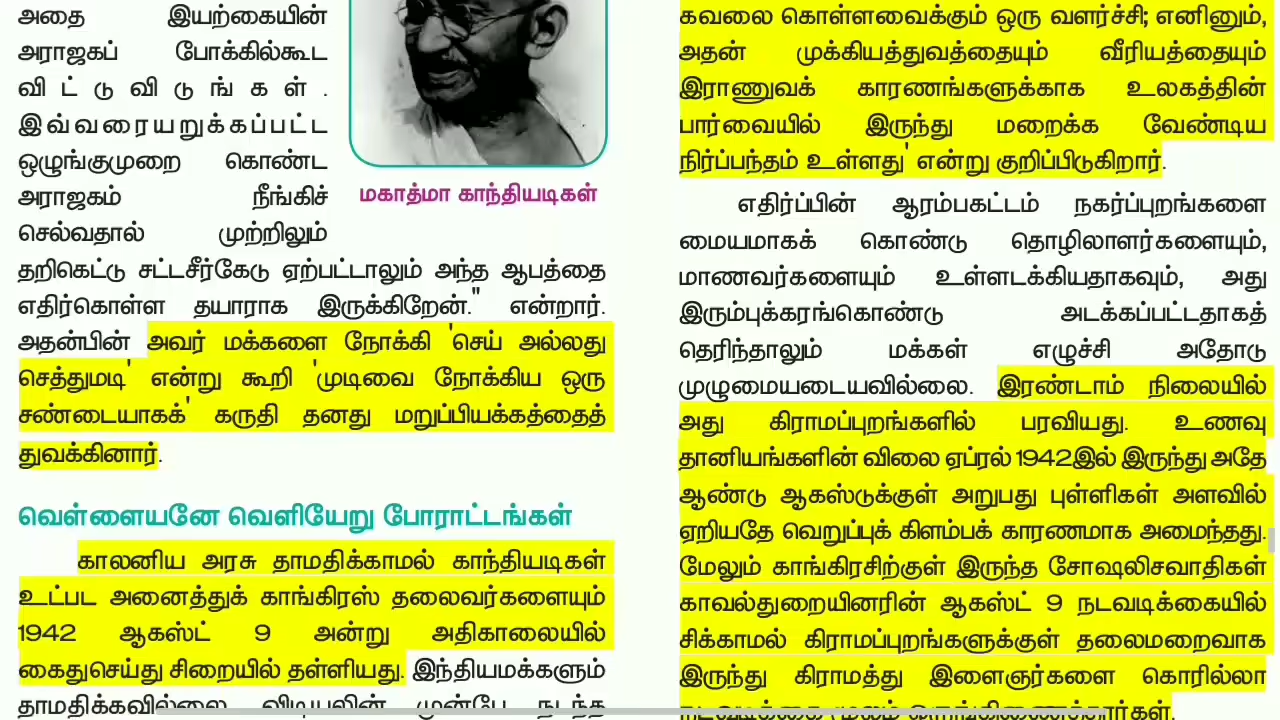 அதை இயற்கையின்
அராஜகப் போக்கில்கூட
விட்டுவிடுங்கள்.
இவ்வரையறுக்கப்பட்ட
ஒழுங்குமுறை கொண்ட
அராஜகம் நீங்கிச்
செல்வதால் முற்றிலும்
தறிகெட்டு சட்டசீர்கேடு ஏற்பட்டாலும் அந்த ஆபத்தை
எதிர்கொள்ள தயாராக இருக்கிறேன்." என்றார்.
அதன்பின் அவர் மக்களை நோக்கி 'செய் அல்லது
செத்துமடி' என்று கூறி 'முடிவை நோக்கிய ஒரு
சண்டையாகக்' கருதி தனது மறுப்பியக்கத்தைத்
துவக்கினார்.
மகாத்மா காந்தியடிகள்
வெள்ளையனே வெளியேறு போராட்டங்கள்
காலனிய அரசு தாமதிக்காமல் காந்தியடிகள்
உட்பட அனைத்துக் காங்கிரஸ் தலைவர்களையும்
1942 ஆகஸ்ட் 9 அன்று அதிகாலையில்
கைதுசெய்து சிறையில் தள்ளியது. இந்தியமக்களும்
தாமதிக்கவில்லை. விடியலின் முன்பே நடந்த
கவலை கொள்ளவைக்கும் ஒரு வளர்ச்சி; எனினும்,
அதன் முக்கியத்துவத்தையும் வீரியத்தையும்
இராணுவக் காரணங்களுக்காக உலகத்தின்
பார்வையில் இருந்து மறைக்க வேண்டிய
நிர்ப்பந்தம் உள்ளது' என்று குறிப்பிடுகிறார்.
எதிர்ப்பின் ஆரம்பகட்டம் நகர்ப்புறங்களை
மையமாகக் கொண்டு தொழிலாளர்களையும்,
மாணவர்களையும் உள்ளடக்கியதாகவும், அது
இரும்புக்கரங்கொண்டு அடக்கப்பட்டதாகத்
தெரிந்தாலும் மக்கள் எழுச்சி அதோடு
முழுமையடையவில்லை. இரண்டாம் நிலையில்
அது கிராமப்புறங்களில் பரவியது. உணவு
தானியங்களின் விலை ஏப்ரல் 1942இல் இருந்து அதே
ஆண்டு ஆகஸ்டுக்குள் அறுபது புள்ளிகள் அளவில்
ஏறியதே வெறுப்புக் கிளம்பக் காரணமாக அமைந்தது.
மேலும் காங்கிரசிற்குள் இருந்த சோஷலிசவாதிகள்
காவல்துறையினரின் ஆகஸ்ட் 9 நடவடிக்கையில்
சிக்காமல் கிராமப்புறங்களுக்குள் தலைமறைவாக
இருந்து கிராமத்து இளைஞர்களை கொரில்லா
நடவடிக்கை மூலம் ஒருங்கிணைத்தார்கள்.